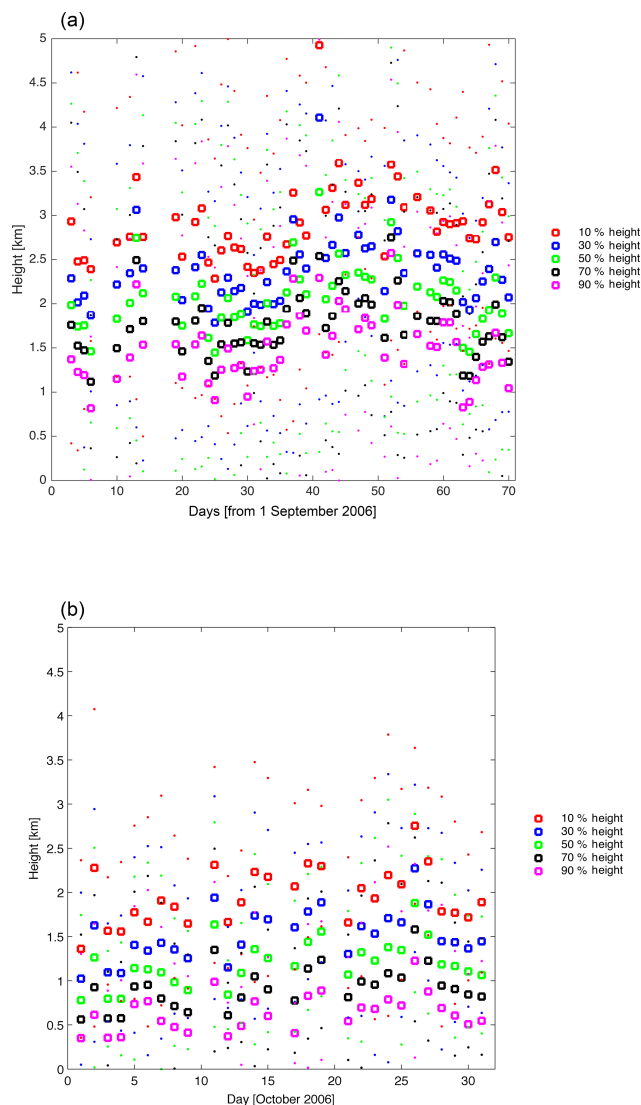 (a)
5
4.5
4
3.5
3
2.5
2
1.5
1
0.5
0
Height [km]
0 10 20 30 40 50 60 70
Days [from 1 September 2006]
10 % height
30 % height
50 % height
70 % height
90 % height
(b)
5
4.5
4
3.5
3
2.5
2
1.5
1
0.5
0
Height [km]
0 5 10 15 20 25 30
Day [October 2006]
10 % height
30 % height
50 % height
70 % height
90 % height